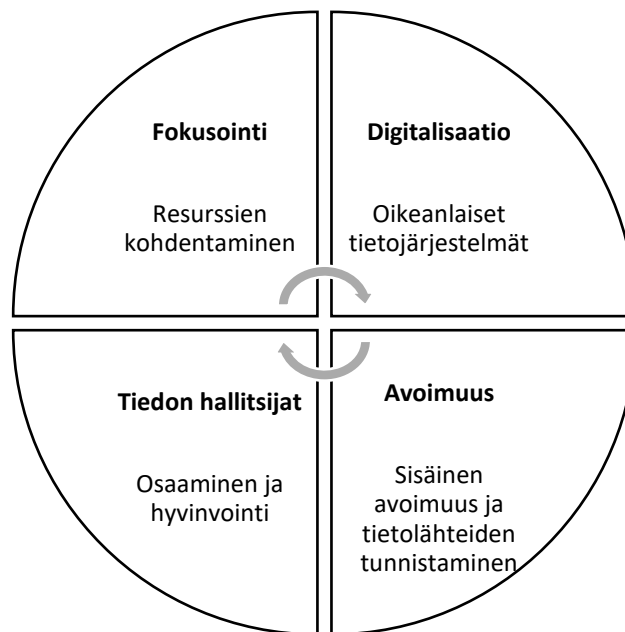 Fokusointi
Resurssien
kohdentaminen
Digitalisaatio
Oikeanlaiset
tietojärjestelmät
Tiedon hallitsijat
Osaaminen ja
hyvinvointi
Avoimuus
Sisäinen
avoimuus ja
tietolähteiden
tunnistaminen